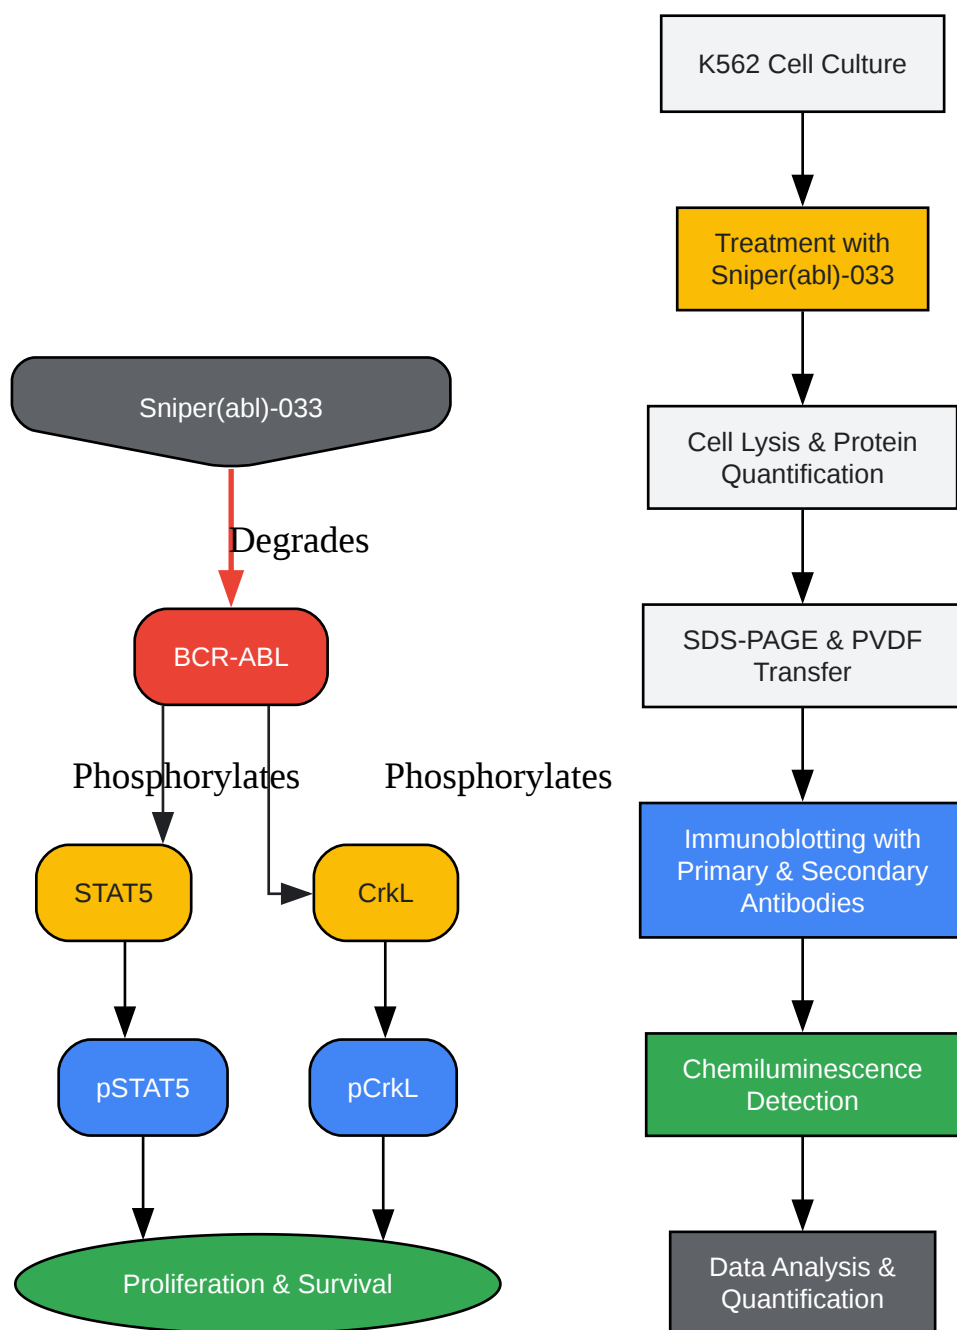 Sniper(abl)-033
Degrades
BCR-ABL
Phosphorylates
Phosphorylates
STAT5
CrkL
pSTAT5
pCrkL
Proliferation & Survival
K562 Cell Culture
Treatment with
Sniper(abl)-033
Cell Lysis & Protein
Quantification
SDS-PAGE & PVDF
Transfer
Immunoblotting with
Primary & Secondary
Antibodies
Chemiluminescence
Detection
Data Analysis &
Quantification